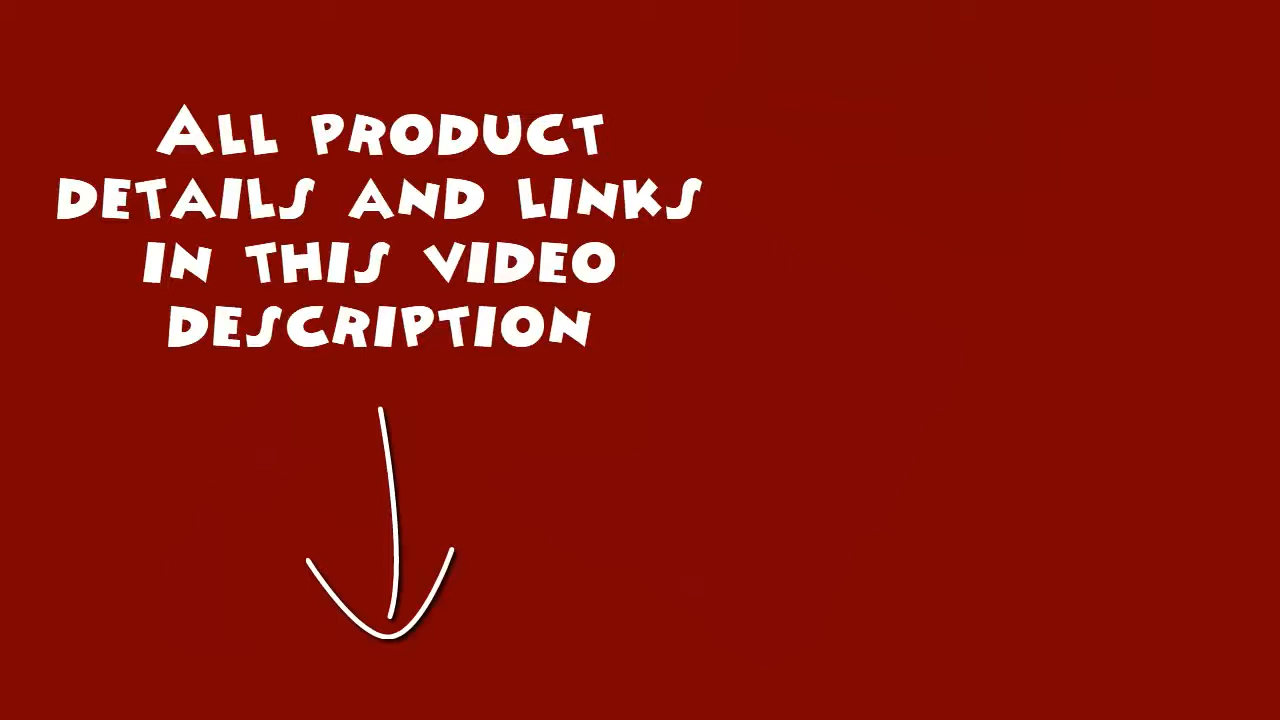 All product
details and links
in this video
description